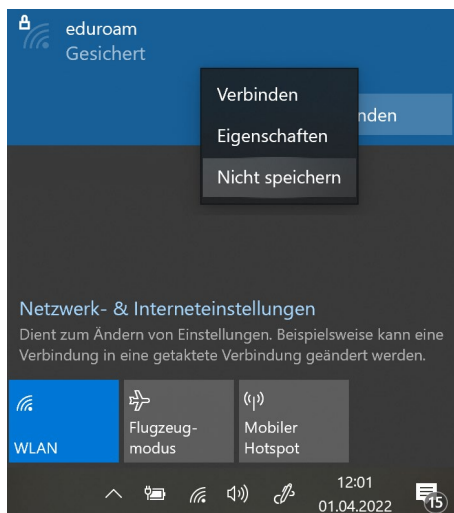 eduroam
Gesichert
Verbinden
nden
Eigenschaften
Nicht speichern
Netzwerk- & Interneteinstellungen
Dient zum Ändern von Einstellungen. Beispielsweise kann eine
Verbindung in eine getaktete Verbindung geändert werden.
WLAN
Flugzeug-
modus
Mobiler
Hotspot
12:01
01.04.2022
15